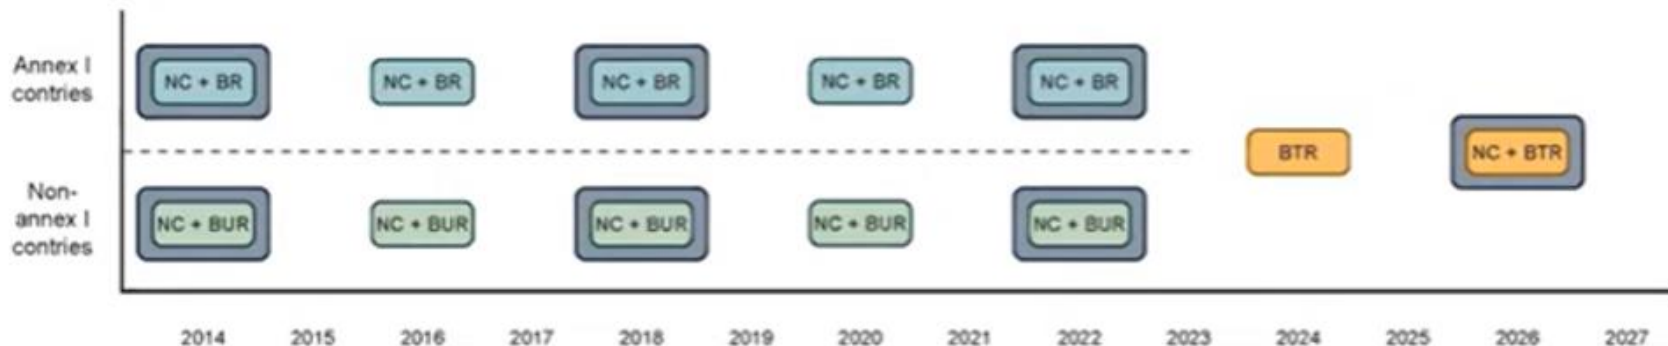 Annex I
contries
NC + BR
NC + BR
NC + BR
NC + BR
NC + BR
BTR
NC + BTR
Non-
annex I
contries
NC + BUR
NC + BUR
NC + BUR
NC + BUR
NC + BUR
2014 2015 2016 2017 2018 2019 2020 2021 2022 2023 2024 2025 2026 2027